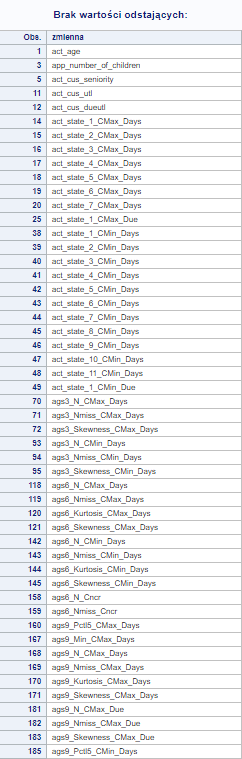 Brak wartości odstających:
Obs. zmienna
1 act_age
3 app_number_of_children
5 act_cus_seniority
11 act_cus_utl
12 act_cus_dueutl
14 act_state_1_CMax_Days
15 act_state_2_CMax_Days
16 act_state_3_CMax_Days
17 act_state_4_CMax_Days
18 act_state_5_CMax_Days
19 act_state_6_CMax_Days
20 act_state_7_CMax_Days
25 act_state_1_CMax_Due
38 act_state_1_CMin_Days
39 act_state_2_CMin_Days
40 act_state_3_CMin_Days
41 act_state_4_CMin_Days
42 act_state_5_CMin_Days
43 act_state_6_CMin_Days
44 act_state_7_CMin_Days
45 act_state_8_CMin_Days
46 act_state_9_CMin_Days
47 act_state_10_CMin_Days
48 act_state_11_CMin_Days
49 act_state_1_CMin_Due
70 ags3_N_CMax_Days
71 ags3_Nmiss_CMax_Days
72 ags3_Skewness_CMax_Days
93 ags3_N_CMin_Days
94 ags3_Nmiss_CMin_Days
95 ags3_Skewness_CMin_Days
118 ags6_N_CMax_Days
119 ags6_Nmiss_CMax_Days
120 ags6_Kurtosis_CMax_Days
121 ags6_Skewness_CMax_Days
142 ags6_N_CMin_Days
143 ags6_Nmiss_CMin_Days
144 ags6_Kurtosis_CMin_Days
145 ags6_Skewness_CMin_Days
158 ags6_N_Cncr
159 ags6_Nmiss_Cncr
160 ags9_Pctl5_CMax_Days
167 ags9_Min_CMax_Days
168 ags9_N_CMax_Days
169 ags9_Nmiss_CMax_Days
170 ags9_Kurtosis_CMax_Days
171 ags9_Skewness_CMax_Days
181 ags9_N_CMax_Due
182 ags9_Nmiss_CMax_Due
183 ags9_Skewness_CMax_Due
185 ags9_Pctl5_CMin_Days